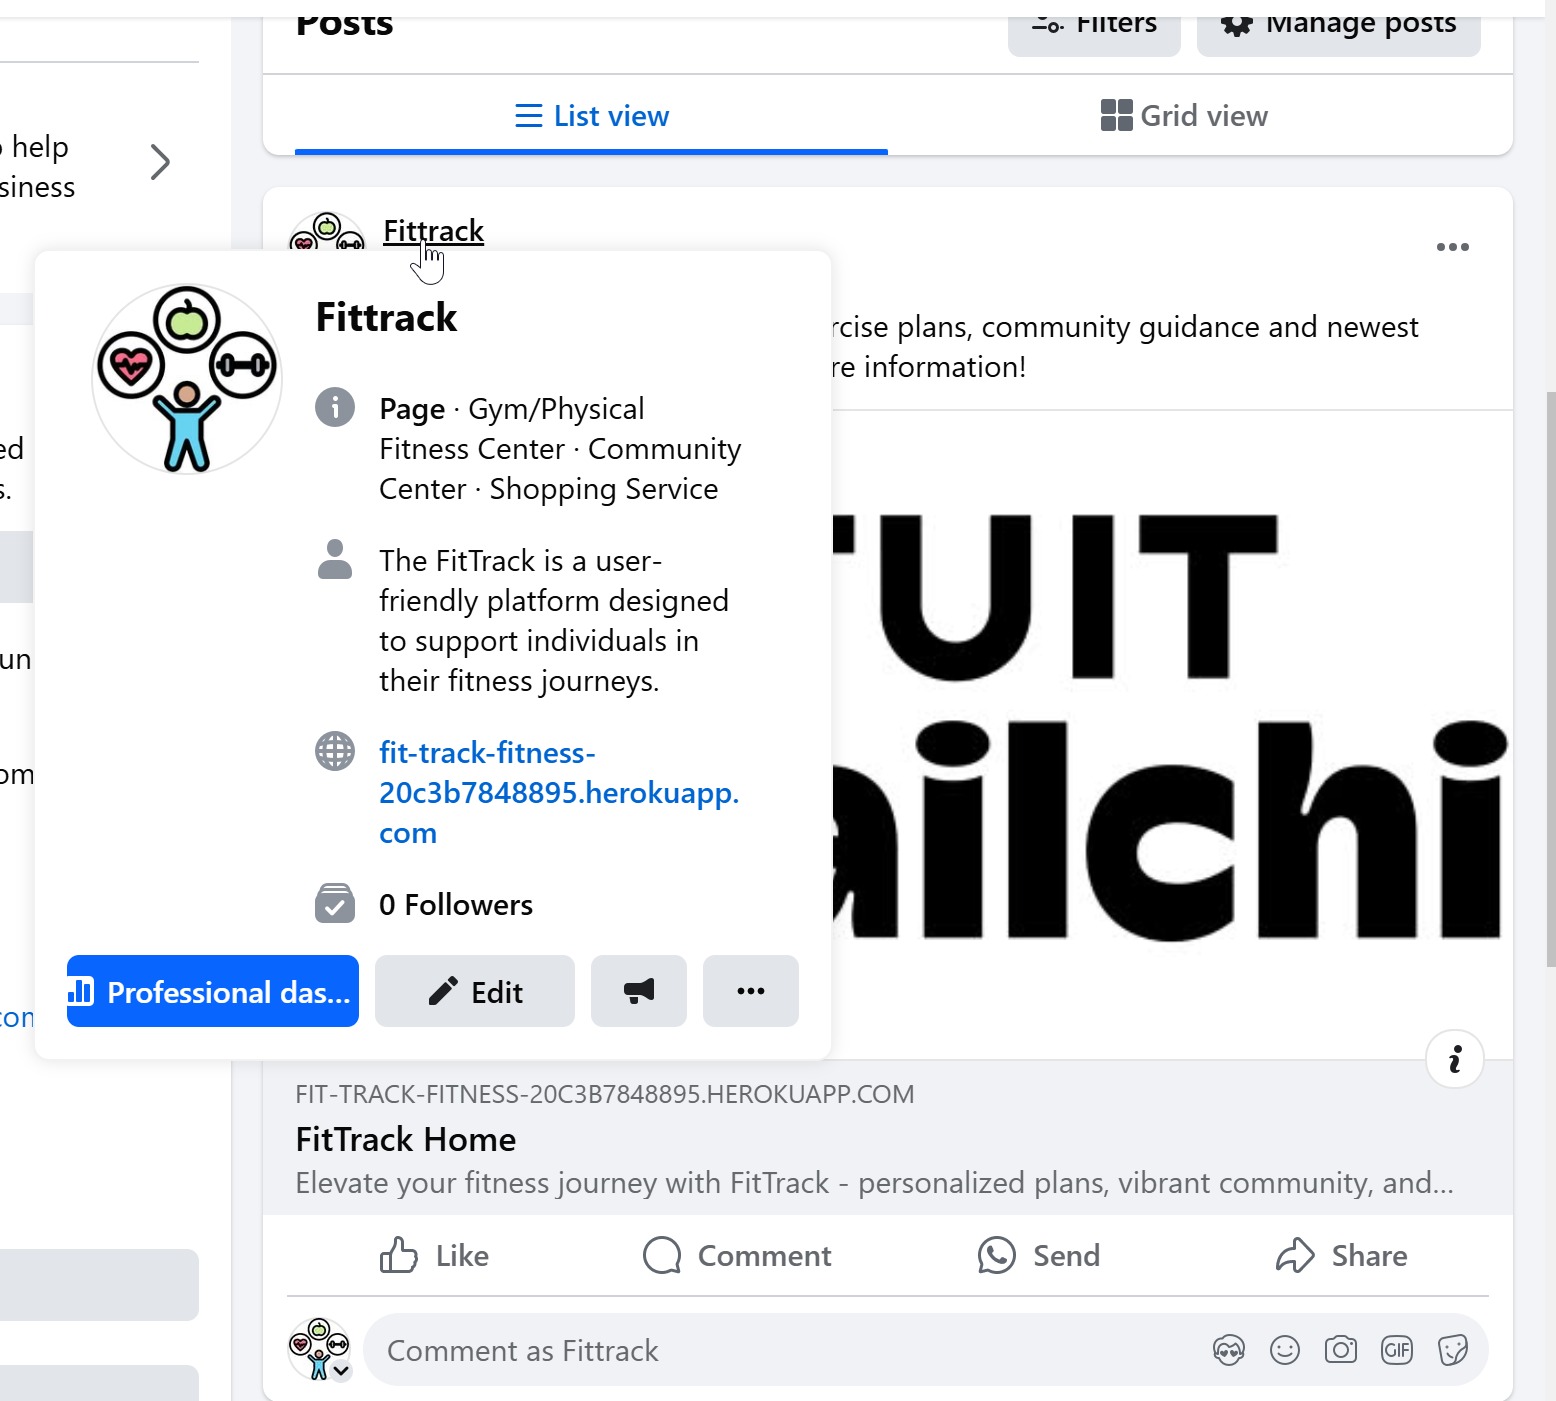 Posts
Filters
Manage posts
List view
Grid view
help
siness
Fittrack
Fittrack
rcise plans, community guidance and newest
re information!
Page · Gym/Physical
Fitness Center · Community
Center · Shopping Service
ed
s.
The FitTrack is a user-
friendly platform designed
to support individuals in
their fitness journeys.
un
om
fit-track-fitness-
20c3b7848895.herokuapp.
com
0 Followers
Professional das...
Edit
con
TUIT
ailchi
FIT-TRACK-FITNESS-20C3B7848895.HEROKUAPP.COM
FitTrack Home
Elevate your fitness journey with FitTrack - personalized plans, vibrant community, and...
Like
Comment
Send
Share
Comment as Fittrack
GIF